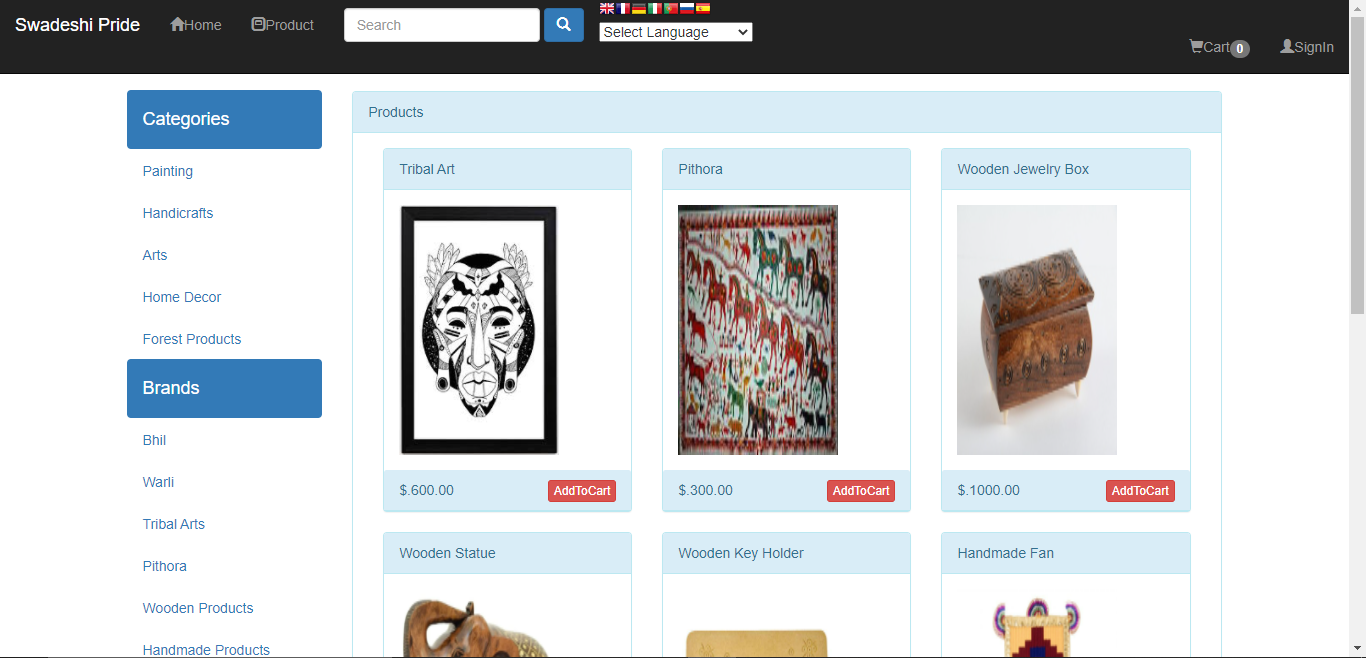 Swadeshi Pride
Home
Product
Search
Select Language
Cart 0
SignIn
Categories
Painting
Handicrafts
Arts
Home Decor
Forest Products
Brands
Bhil
Warli
Tribal Arts
Pithora
Wooden Products
Handmade Products
Products
Tribal Art
$.600.00
AddToCart
Pithora
$.300.00
AddToCart
Wooden Jewelry Box
$.1000.00
AddToCart
Wooden Statue
Wooden Key Holder
Handmade Fan